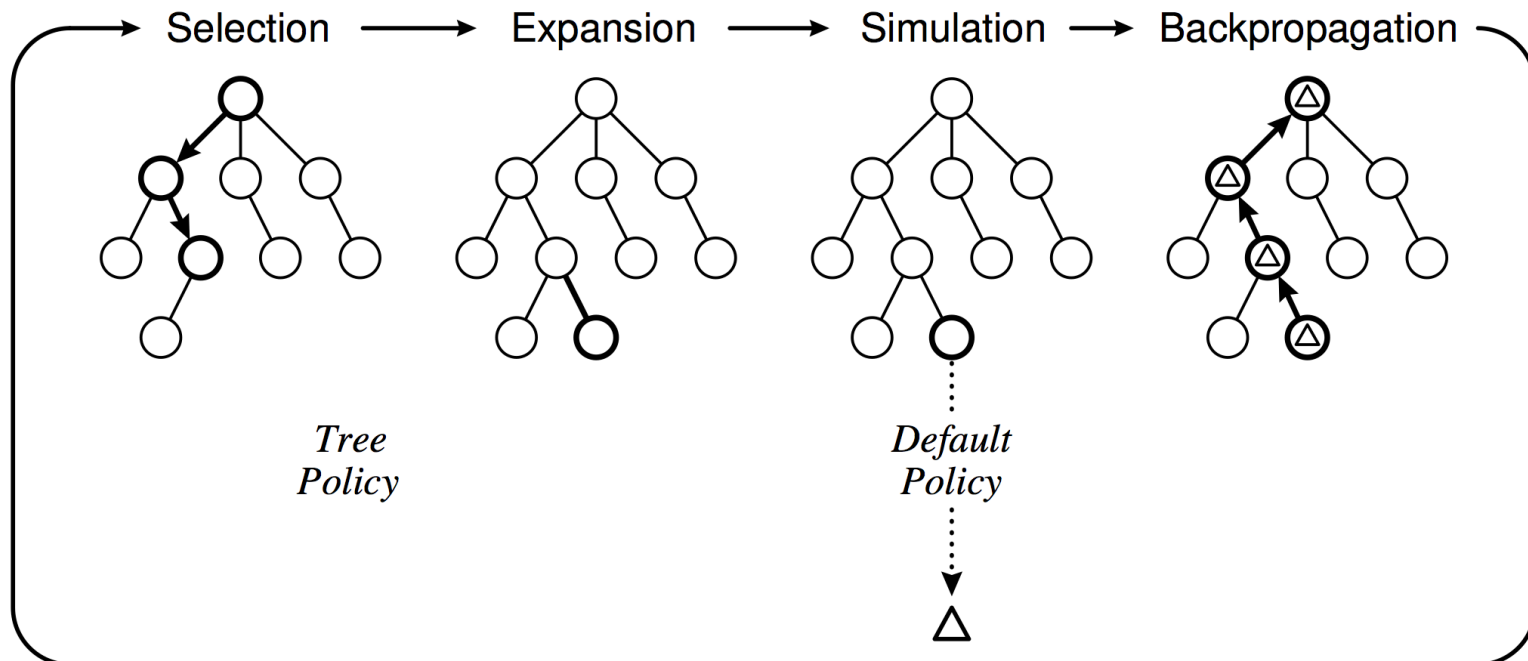 Selection Expansion Simulation Backpropagation
Tree
Policy
Default
Policy